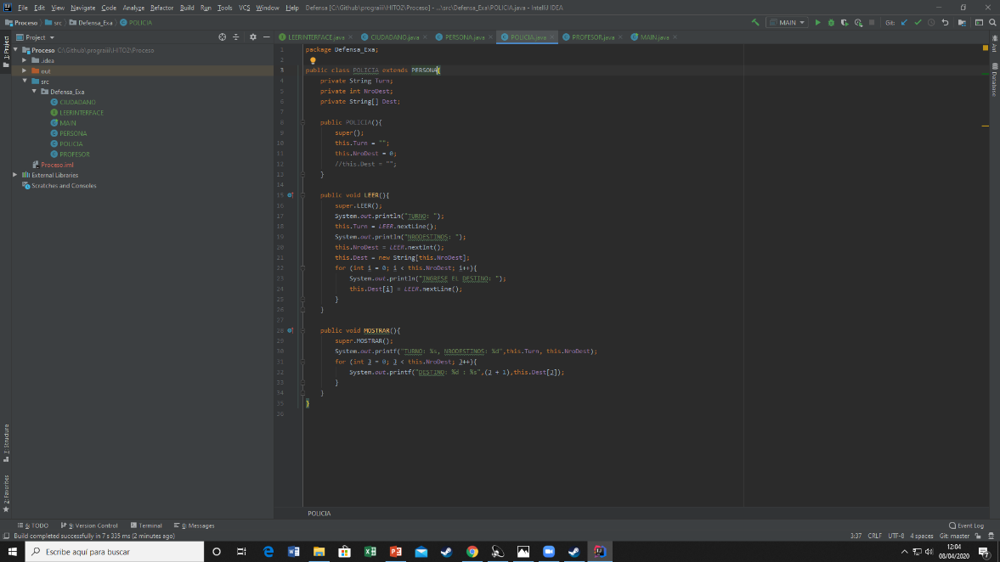 File Edit View Navigate Code Analyze Refactor Build Run Tools VCS Window Help Defensa [C:\Github\prograiii\HITO2\Proceso] - ...\src\Defensa_Exa\POLICIA.java - IntelliJ IDEA
Proceso src Defensa_Exa POLICIA MAIN Git:
Project LEERINTERFACE.java CIUDADANO.java PERSONA.java POLICIA.java PROFESOR.java MAIN.java
Proceso C:\Github\prograiii\HITO2\Proceso
.idea
out
src
Defensa_Exa
CIUDADANO
LEERINTERFACE
MAIN
PERSONA
POLICIA
PROFESOR
Proceso.iml
External Libraries
Scratches and Consoles
1: Project
7: Structure
2: Favorites
1 package Defensa_Exa;
2
3 public class POLICIA extends PERSONA{
4 private String Turn;
5 private int NroDest;
6 private String[] Dest;
7
8 public POLICIA(){
9 super();
10 this.Turn = "";
11 this.NroDest = 0;
12 //this.Dest = "";
13 }
14
15 public void LEER(){
16 super.LEER();
17 System.out.println("TURNO: ");
18 this.Turn = LEER.nextLine();
19 System.out.println("NRODESTINOS: ");
20 this.NroDest = LEER.nextInt();
21 this.Dest = new String[this.NroDest];
22 for (int i = 0; i < this.NroDest; i++){
23 System.out.println("INGRESE EL DESTINO: ");
24 this.Dest[i] = LEER.nextLine();
25 }
26 }
27
28 public void MOSTRAR(){
29 super.MOSTRAR();
30 System.out.printf("TURNO: %s, NRODESTINOS: %d",this.Turn, this.NroDest);
31 for (int J = 0; J < this.NroDest; J++){
32 System.out.printf("DESTINO: %d : %s",(J + 1),this.Dest[J]);
33 }
34 }
35 }
36
Ant
Database
POLICIA
6: TODO 9: Version Control Terminal 0: Messages Event Log
Build completed successfully in 7 s 335 ms (2 minutes ago) 3:37 CRLF UTF-8 4 spaces Git: master
Escribe aquí para buscar
12:04
08/04/2020